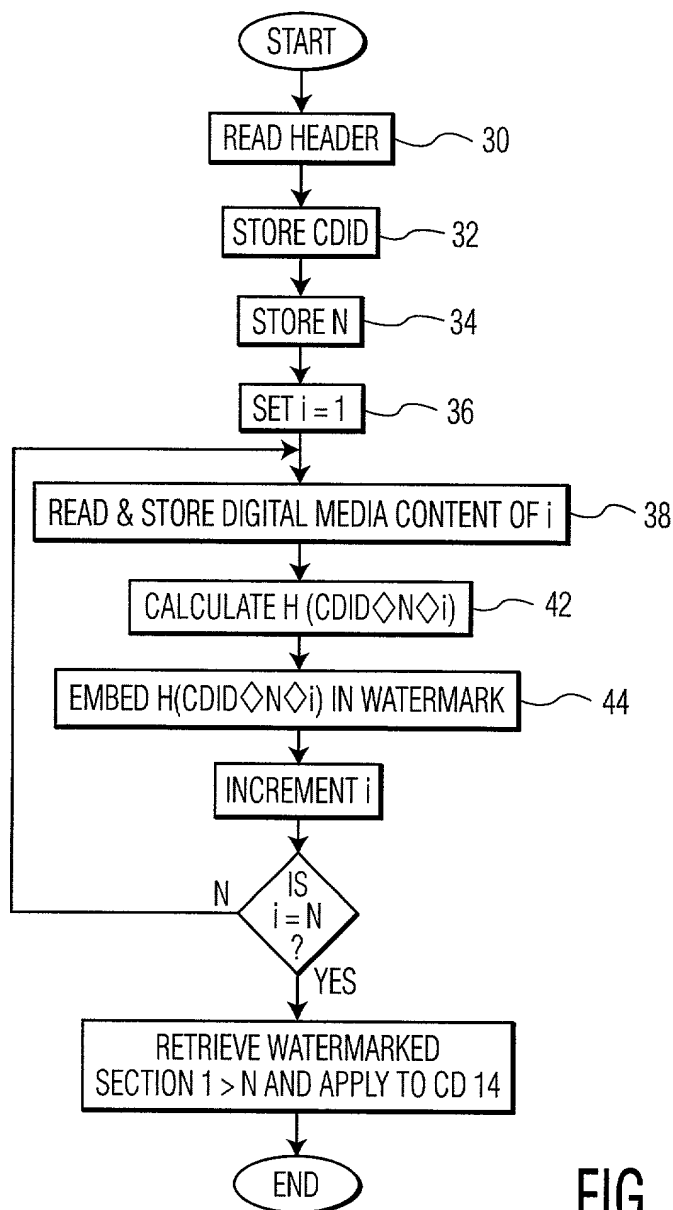 START
READ HEADER 30
STORE CDID 32
STORE N 34
SET i = 1 36
READ & STORE DIGITAL MEDIA CONTENT OF i 38
CALCULATE H (CDID◇N◇i) 42
EMBED H(CDID◇N◇i) IN WATERMARK 44
INCREMENT i
N
IS
i = N
?
YES
RETRIEVE WATERMARKED
SECTION 1 > N AND APPLY TO CD 14
END
FIG